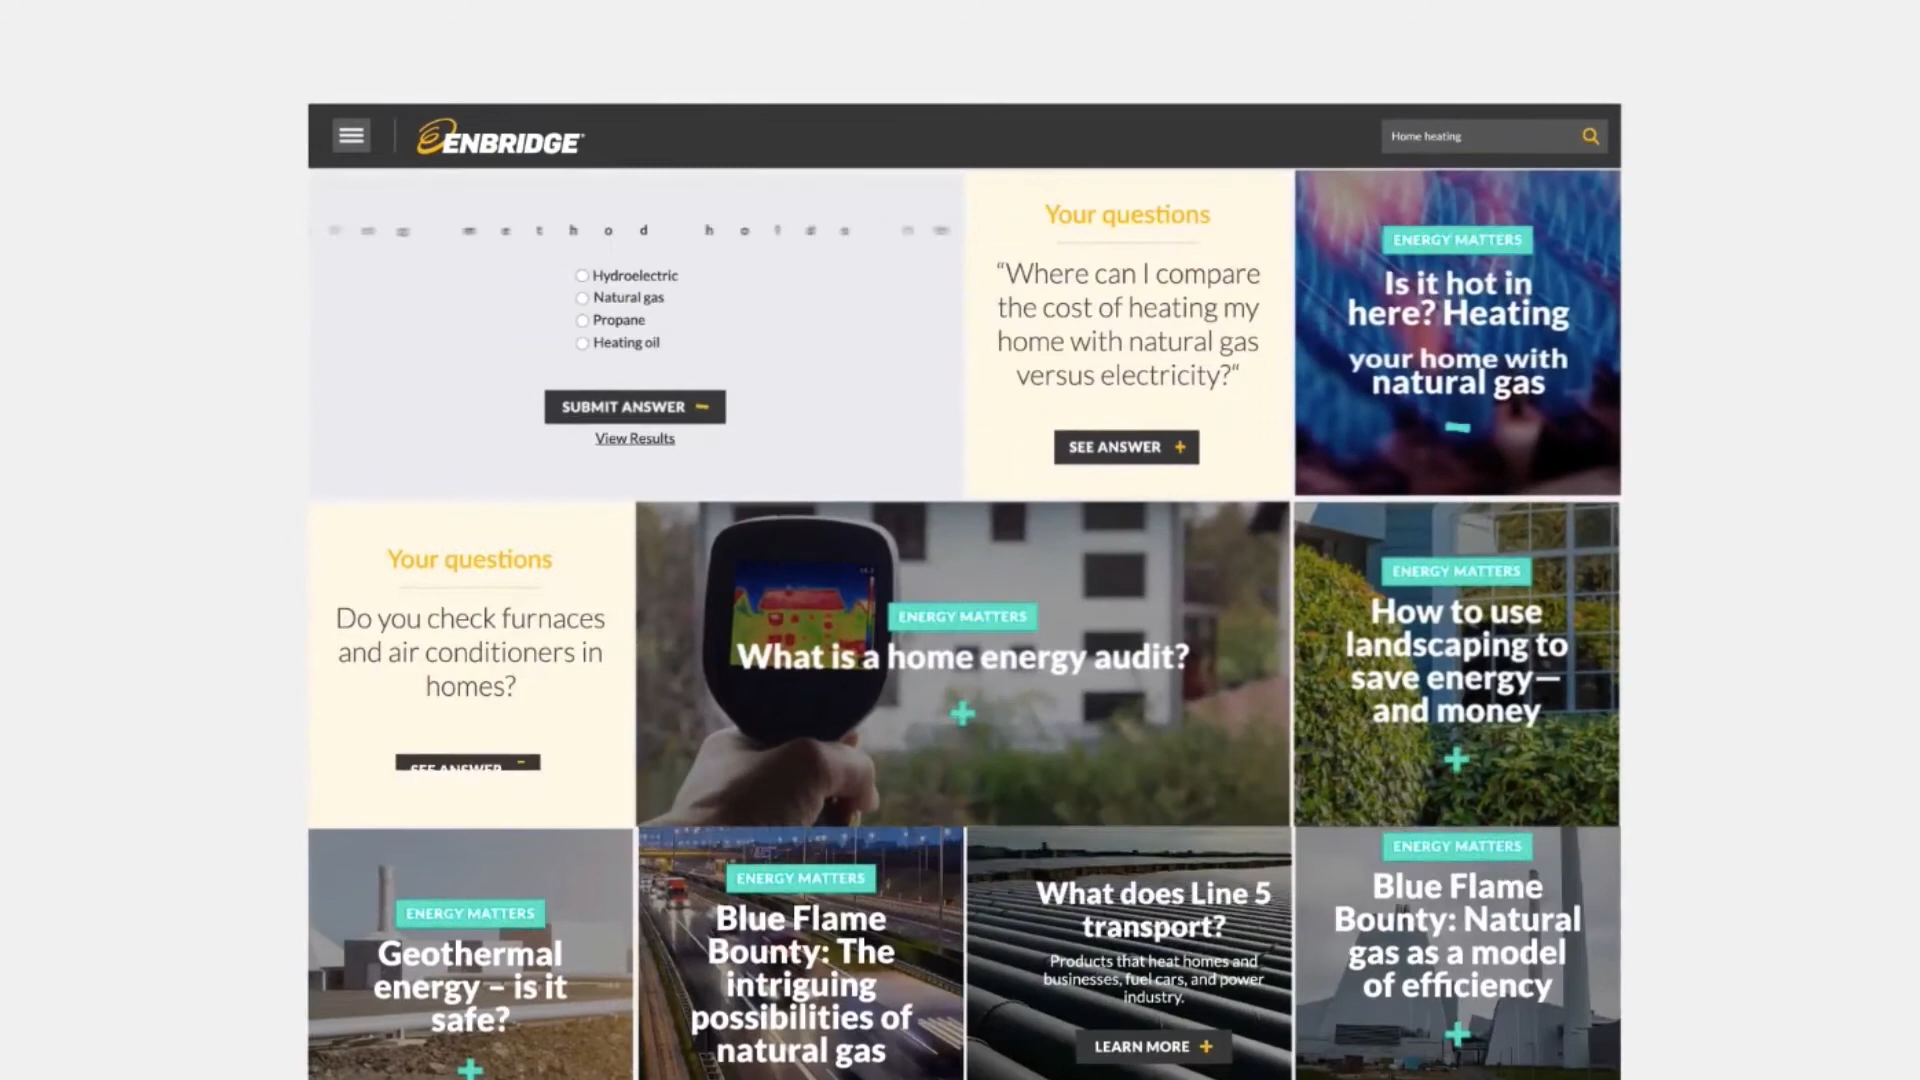 ENBRIDGE
Home heating
method holds
Hydroelectric
Natural gas
Propane
Heating oil
SUBMIT ANSWER
View Results
Your questions
“Where can I compare
the cost of heating my
home with natural gas
versus electricity?“
SEE ANSWER +
ENERGY MATTERS
Is it hot in
here? Heating
your home with
natural gas
Your questions
Do you check furnaces
and air conditioners in
homes?
SEE ANSWER
ENERGY MATTERS
What is a home energy audit?
+
ENERGY MATTERS
How to use
landscaping to
save energy—
and money
+
ENERGY MATTERS
Geothermal
energy – is it
safe?
+
ENERGY MATTERS
Blue Flame
Bounty: The
intriguing
possibilities of
natural gas
What does Line 5
transport?
Products that heat homes and
businesses, fuel cars, and power
industry.
LEARN MORE +
ENERGY MATTERS
Blue Flame
Bounty: Natural
gas as a model
of efficiency
+